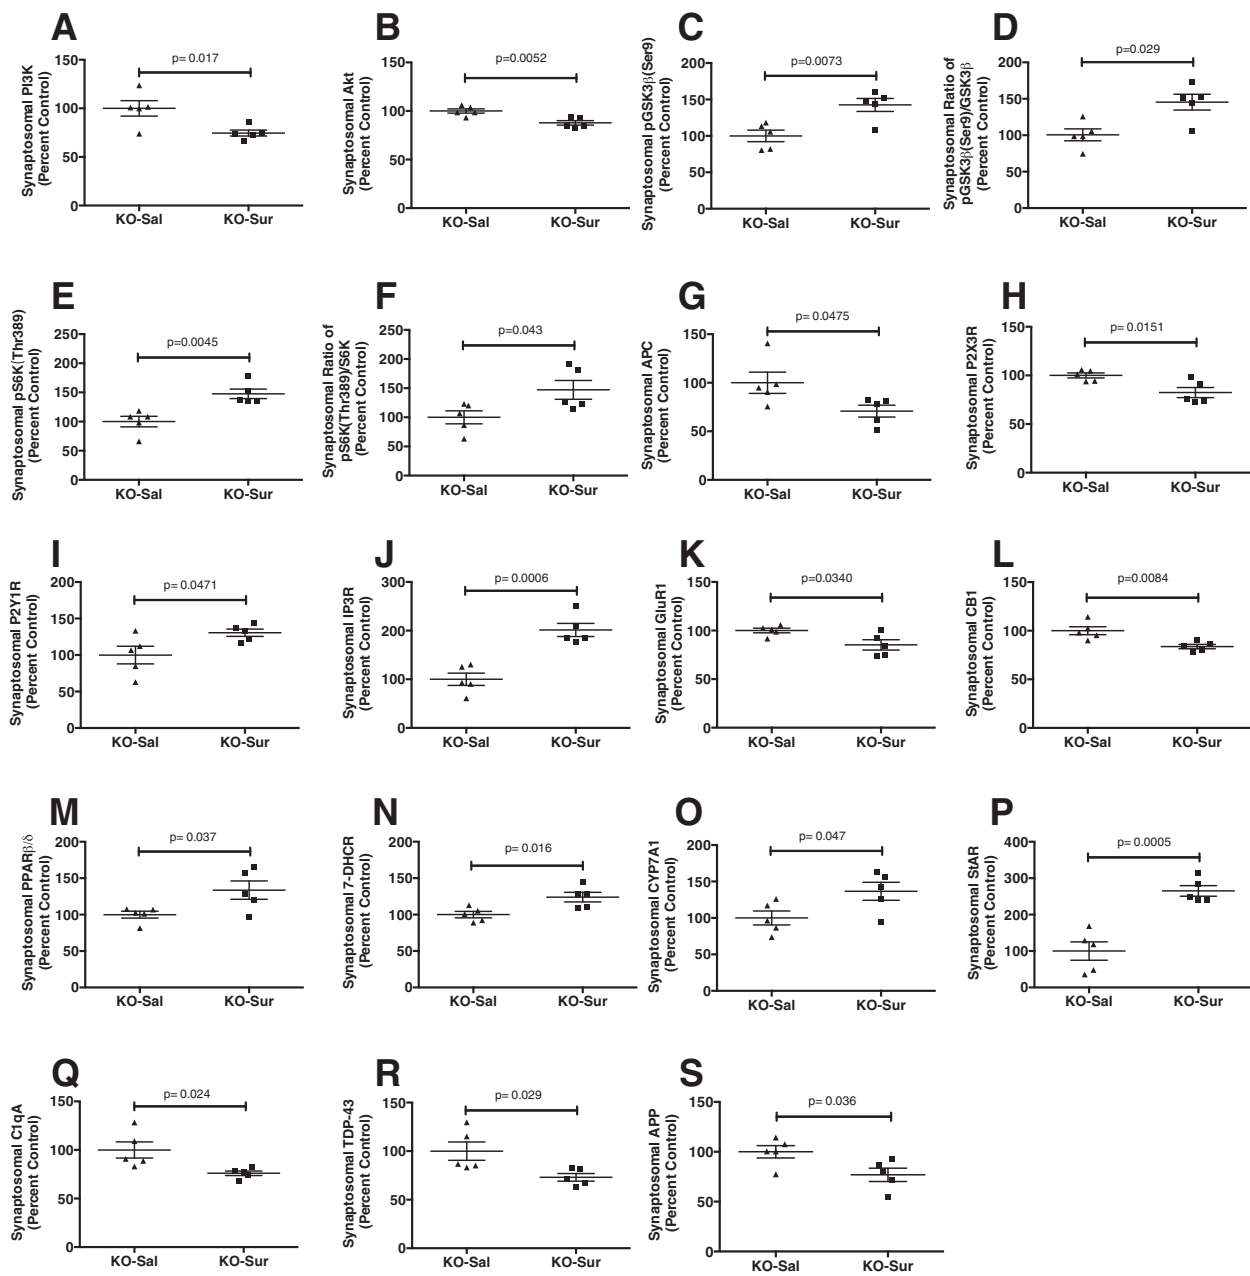 A
Synaptosomal PI3K
(Percent Control)
150
100
50
0
p= 0.017
KO-Sal
KO-Sur
B
Synaptosomal Akt
(Percent Control)
150
100
50
0
p=0.0052
KO-Sal
KO-Sur
C
Synaptosomal pGSK3β(Ser9)
(Percent Control)
200
150
100
50
0
p=0.0073
KO-Sal
KO-Sur
D
Synaptosomal Ratio of
pGSK3β(Ser9)/GSK3β
(Percent Control)
200
150
100
50
0
p=0.029
KO-Sal
KO-Sur
E
Synaptosomal pS6K(Thr389)
(Percent Control)
250
200
150
100
50
0
p=0.0045
KO-Sal
KO-Sur
F
Synaptosomal Ratio of
pS6K(Thr389)/S6K
(Percent Control)
250
200
150
100
50
0
p=0.043
KO-Sal
KO-Sur
G
Synaptosomal APC
(Percent Control)
150
100
50
0
p= 0.0475
KO-Sal
KO-Sur
H
Synaptosomal P2X3R
(Percent Control)
150
100
50
0
p= 0.0151
KO-Sal
KO-Sur
I
Synaptosomal P2Y1R
(Percent Control)
200
150
100
50
0
p= 0.0471
KO-Sal
KO-Sur
J
Synaptosomal IP3R
(Percent Control)
300
200
100
0
p= 0.0006
KO-Sal
KO-Sur
K
Synaptosomal GluR1
(Percent Control)
150
100
50
0
p=0.0340
KO-Sal
KO-Sur
L
Synaptosomal CB1
(Percent Control)
150
100
50
0
p=0.0084
KO-Sal
KO-Sur
M
Synaptosomal PPARβ/δ
(Percent Control)
200
150
100
50
0
p= 0.037
KO-Sal
KO-Sur
N
Synaptosomal 7-DHCR
(Percent Control)
200
150
100
50
0
p= 0.016
KO-Sal
KO-Sur
O
Synaptosomal CYP7A1
(Percent Control)
200
150
100
50
0
p= 0.047
KO-Sal
KO-Sur
P
Synaptosomal StAR
(Percent Control)
400
300
200
100
0
p= 0.0005
KO-Sal
KO-Sur
Q
Synaptosomal C1qA
(Percent Control)
150
100
50
0
p= 0.024
KO-Sal
KO-Sur
R
Synaptosomal TDP-43
(Percent Control)
150
100
50
0
p= 0.029
KO-Sal
KO-Sur
S
Synaptosomal APP
(Percent Control)
150
100
50
0
p= 0.036
KO-Sal
KO-Sur